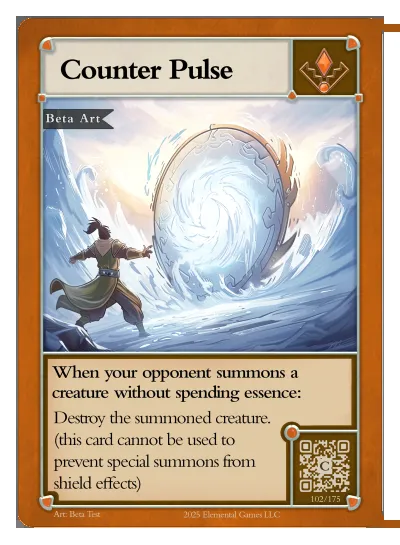 Counter Pulse
Beta Art
When your opponent summons a
creature without spending essence:
Destroy the summoned creature.
(this card cannot be used to
prevent special summons from
shield effects)
C
102/175
Art: Beta Test
2025 Elemental Games LLC